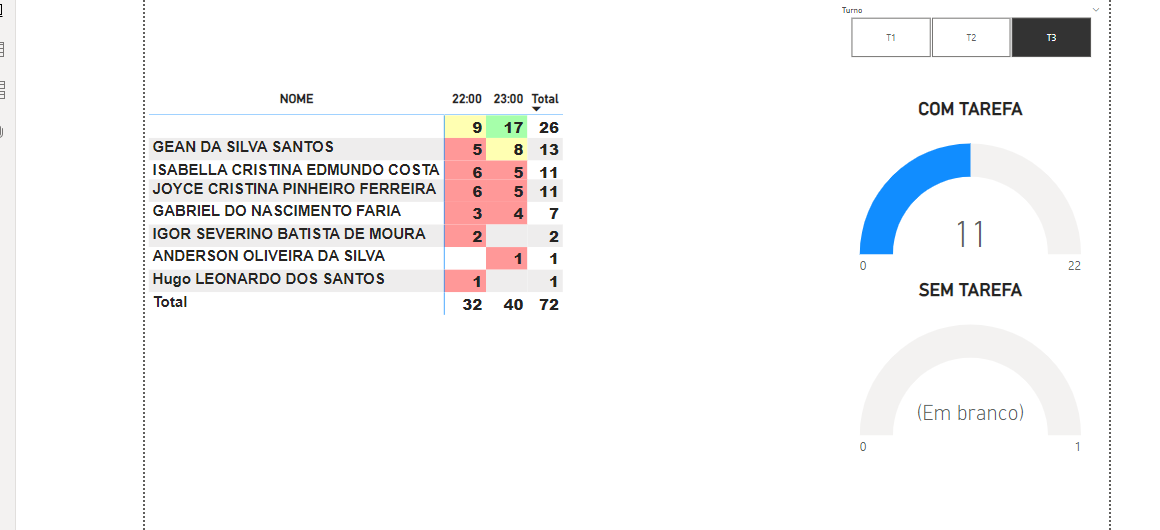 Turno
T1 T2 T3
NOME 22:00 23:00 Total
9 17 26
GEAN DA SILVA SANTOS 5 8 13
ISABELLA CRISTINA EDMUNDO COSTA 6 5 11
JOYCE CRISTINA PINHEIRO FERREIRA 6 5 11
GABRIEL DO NASCIMENTO FARIA 3 4 7
IGOR SEVERINO BATISTA DE MOURA 2 2
ANDERSON OLIVEIRA DA SILVA 1 1
Hugo LEONARDO DOS SANTOS 1 1
Total 32 40 72
COM TAREFA
11
0 22
SEM TAREFA
(Em branco)
0 1